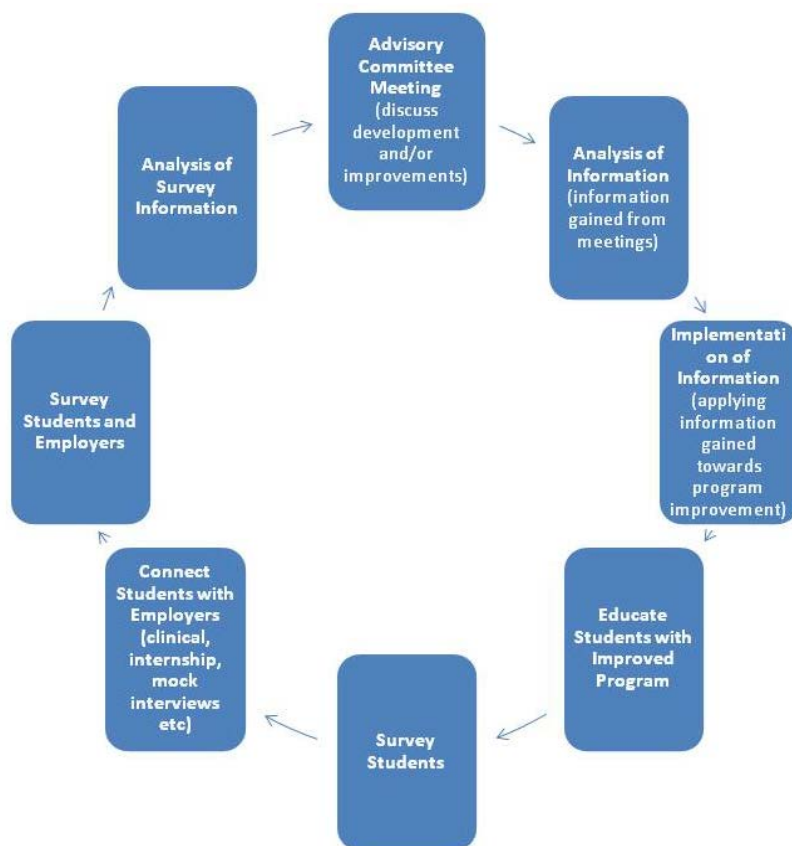 Advisory
Committee
Meeting
(discuss
development
and/or
improvements)
Analysis
of Information
(information
gained from
meetings)
Implementati
on of
Information
(applying
information
gained
towards
program
improvement)
Educate
Students with
Improved
Program
Survey
Students
Connect
Students with
Employers
(clinical,
internship,
mock
interviews
etc)
Survey
Students and
Employers
Analysis of
Survey
Information